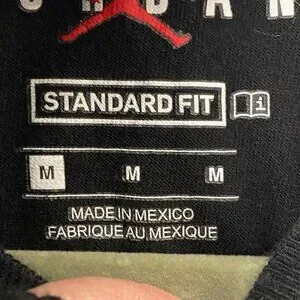 STANDARD FIT
M M M
MADE IN MEXICO
FABRIQUE AU MEXIQUE